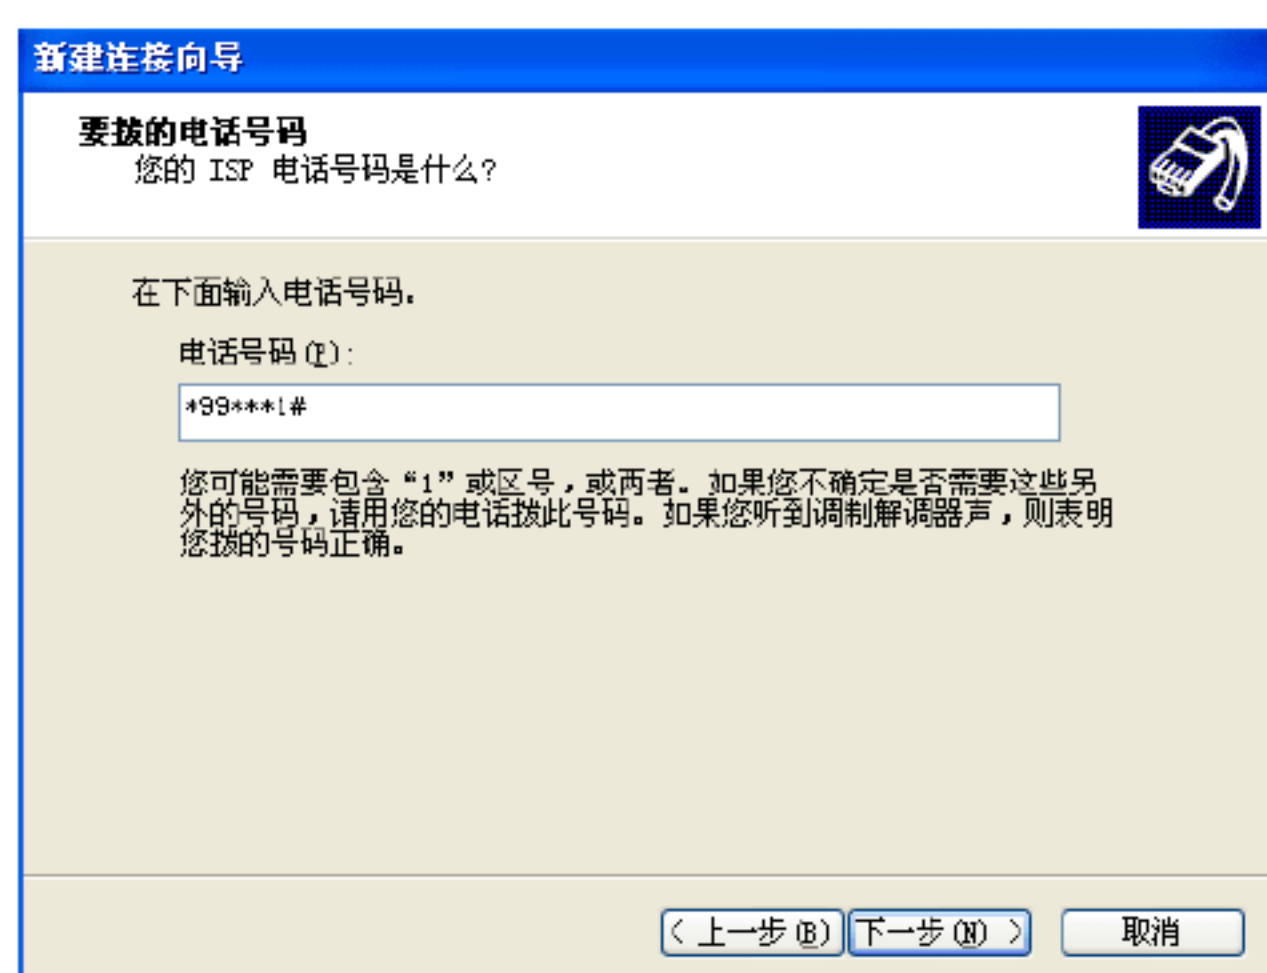 新建连接向导
要拨的电话号码
您的 ISP 电话号码是什么?
在下面输入电话号码。
电话号码(P):
*99***1#
您可能需要包含“1”或区号,或两者。如果您不确定是否需要这些另
外的号码,请用您的电话拨此号码。如果您听到调制解调器声,则表明
您拨的号码正确。
< 上一步(B) 下一步(N) > 取消